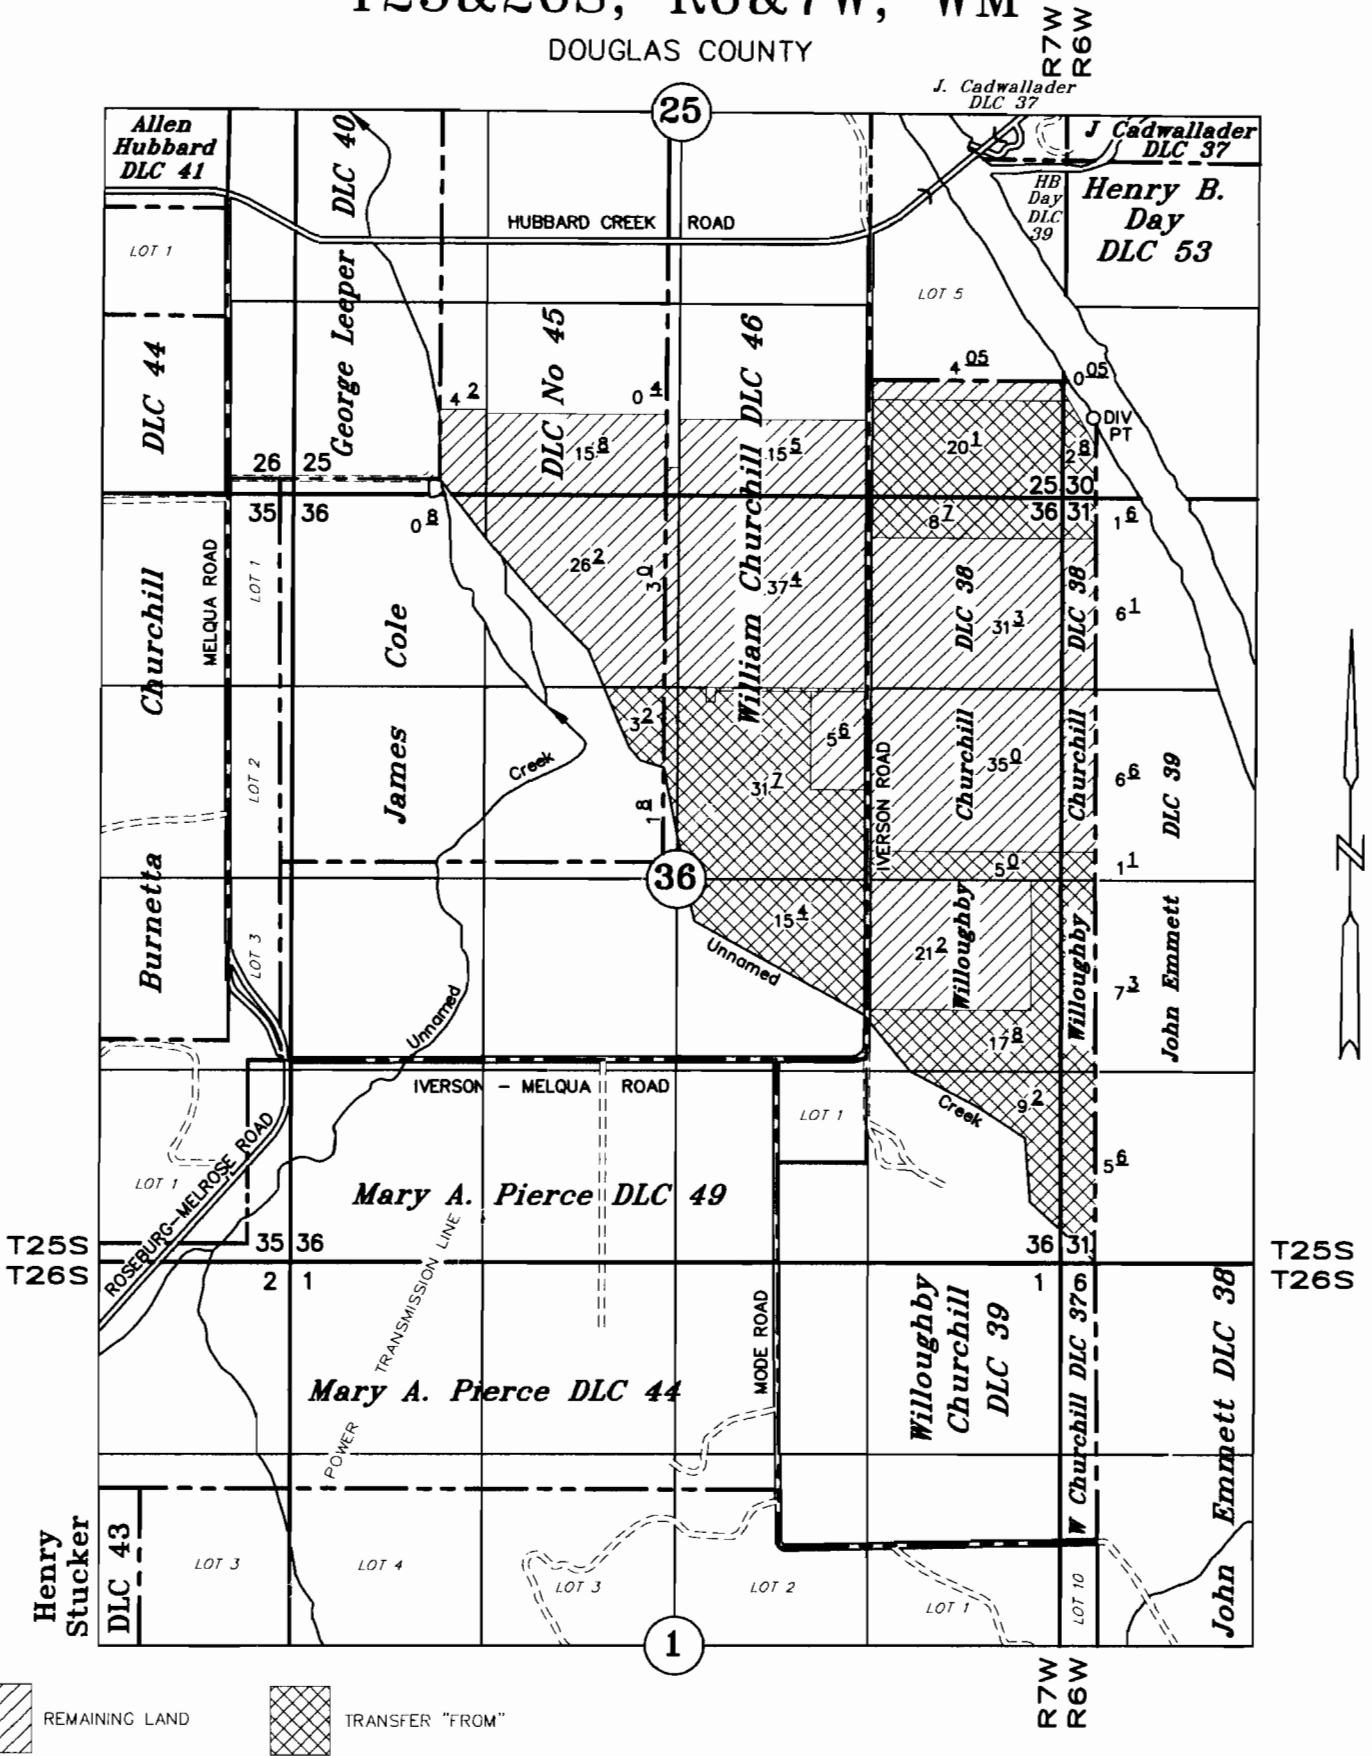 T25&26S, R6&7W, WM
DOUGLAS COUNTY
R7W
R6W
J. Cadwallader
DLC 37
25
Allen
Hubbard
DLC 41
George Leeper DLC 40
J Cadwallader
DLC 37
HUBBARD CREEK ROAD
HB
Day
DLC
39
Henry B.
Day
DLC 53
LOT 1
LOT 5
DLC 44
DLC No 45
William Churchill DLC 46
4 05
0 05
4 2
0 4
DIV
PT
15 8
15 5
20 1
2 8
26 25
25 30
35 36
0 8
8 7
36 31
1 6
MELQUA ROAD
LOT 1
26 2
3 0
37 4
DLC 38
31 3
DLC 38
6 1
Burnetta Churchill
James Cole
Creek
3 2
5 6
31 7
IVERSON ROAD
Willoughby Churchill
35 0
Willoughby Churchill
6 6
John Emmett DLC 39
LOT 2
1 8
5 0
1 1
36
15 4
LOT 3
Unnamed
Unnamed
21 2
7 3
17 8
IVERSON - MELQUA ROAD
LOT 1
Creek
9 2
5 6
ROSEBURG-MELROSE ROAD
LOT 1
Mary A. Pierce DLC 49
T25S
35 36
36 31
T25S
T26S
2 1
1 6
T26S
POWER TRANSMISSION LINE
MODE ROAD
Willoughby
Churchill
DLC 39
W Churchill DLC 37
John Emmett DLC 38
Mary A. Pierce DLC 44
Henry
Stucker
DLC 43
LOT 3
LOT 4
LOT 3
LOT 2
LOT 1
LOT 10
1
R7W
R6W
REMAINING LAND
TRANSFER "FROM"